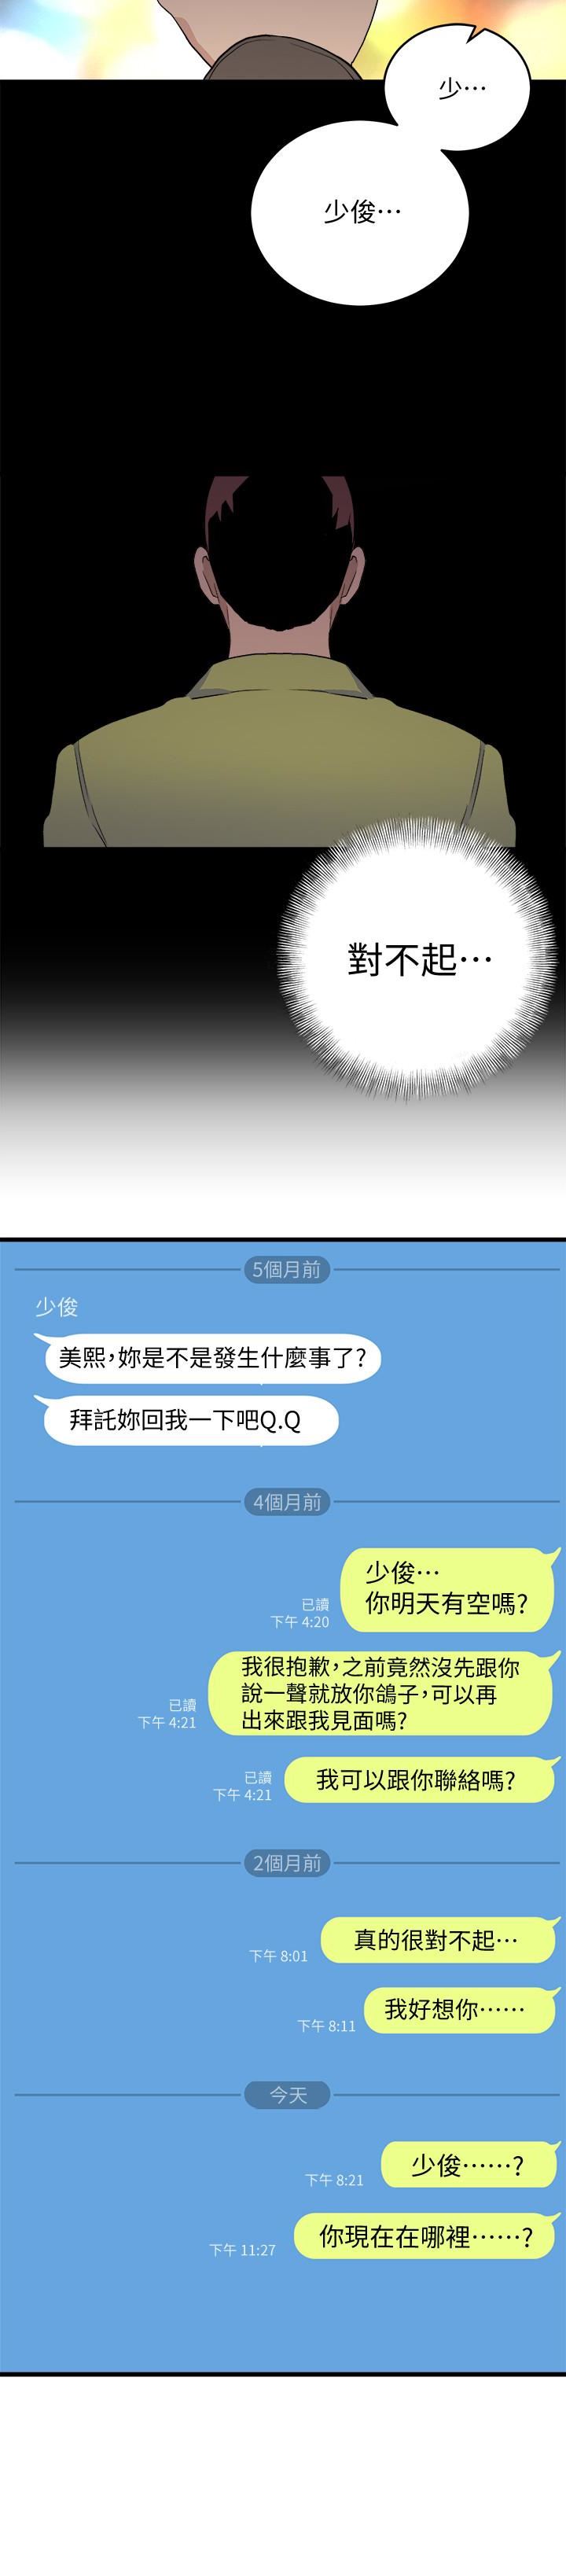 少…
少俊…
對不起…
5個月前
少俊
美熙,妳是不是發生什麼事了?
拜託妳回我一下吧Q.Q
4個月前
少俊…
你明天有空嗎?
已讀
下午 4:20
我很抱歉,之前竟然沒先跟你
說一聲就放你鴿子,可以再
出來跟我見面嗎?
已讀
下午 4:21
我可以跟你聯絡嗎?
已讀
下午 4:21
2個月前
真的很對不起…
下午 8:01
我好想你……
下午 8:11
今天
少俊……?
下午 8:21
你現在在哪裡……?
下午 11:27